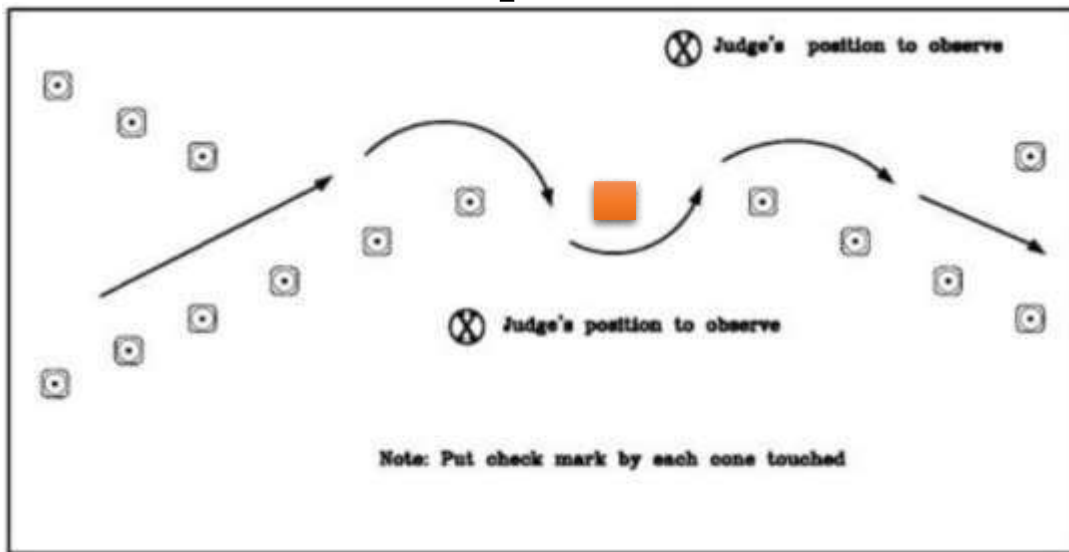 Judge's position to observe
Judge's position to observe
Note: Put check mark by each cone touched